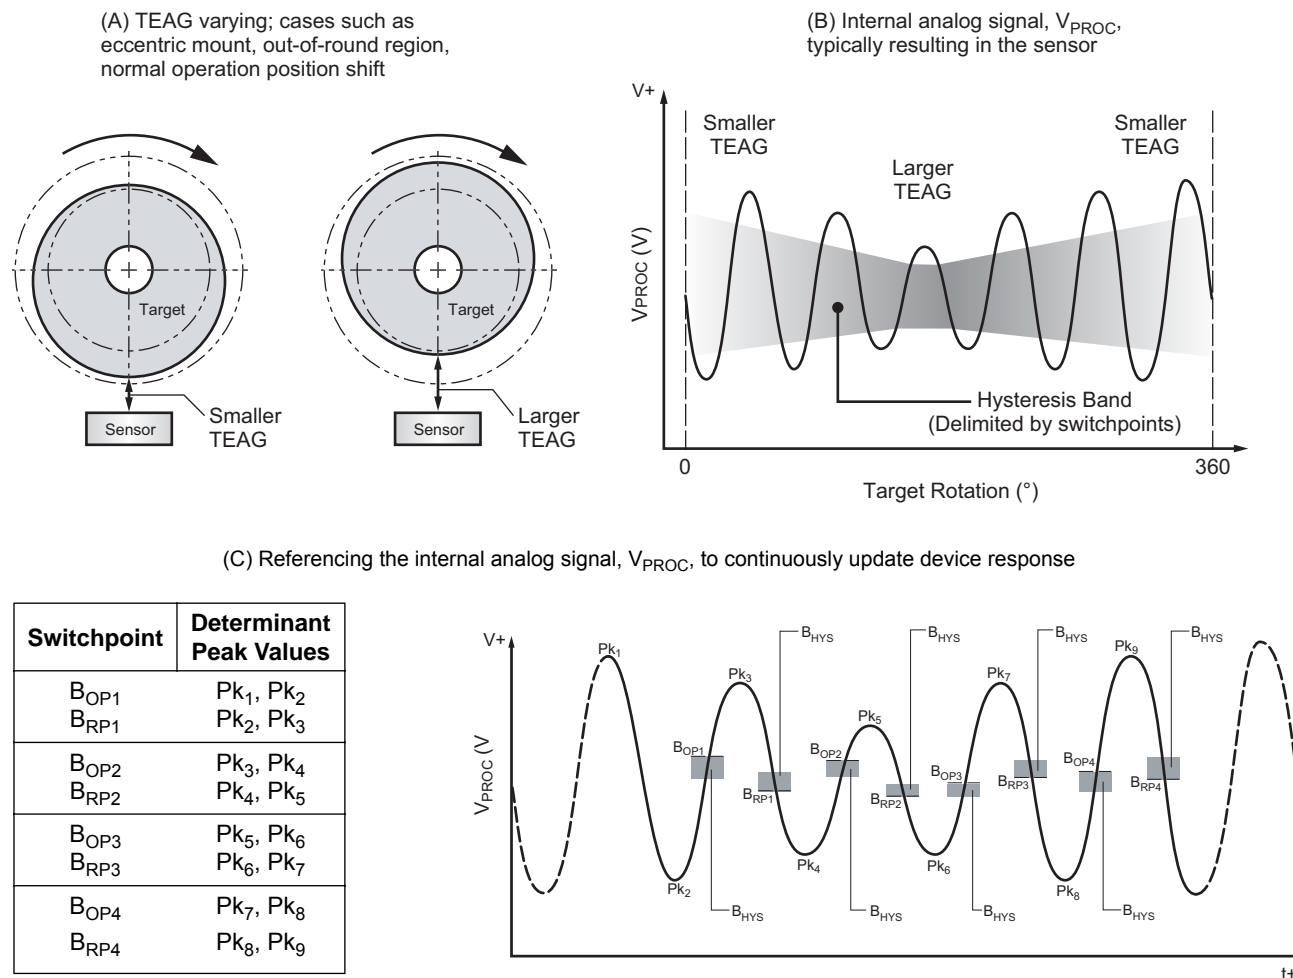 (A) TEAG varying; cases such as
eccentric mount, out-of-round region,
normal operation position shift
Target
Sensor
Smaller
TEAG
Target
Sensor
Larger
TEAG
(B) Internal analog signal, VPROC,
typically resulting in the sensor
V+
Smaller
TEAG
Larger
TEAG
Smaller
TEAG
VPROC (V)
Hysteresis Band
(Delimited by switchpoints)
0
360
Target Rotation (°)
(C) Referencing the internal analog signal, VPROC, to continuously update device response
Switchpoint
Determinant
Peak Values
BOP1 Pk1, Pk2
BRP1 Pk2, Pk3
BOP2 Pk3, Pk4
BRP2 Pk4, Pk5
BOP3 Pk5, Pk6
BRP3 Pk6, Pk7
BOP4 Pk7, Pk8
BRP4 Pk8, Pk9
V+
VPROC (V
BHYS
BHYS
BHYS
BHYS
Pk1
Pk3
Pk5
Pk7
Pk9
BOP1
BRP1
BOP2
BRP2
BOP3
BRP3
BOP4
BRP4
Pk2
Pk4
Pk6
Pk8
BHYS
BHYS
BHYS
BHYS
t+